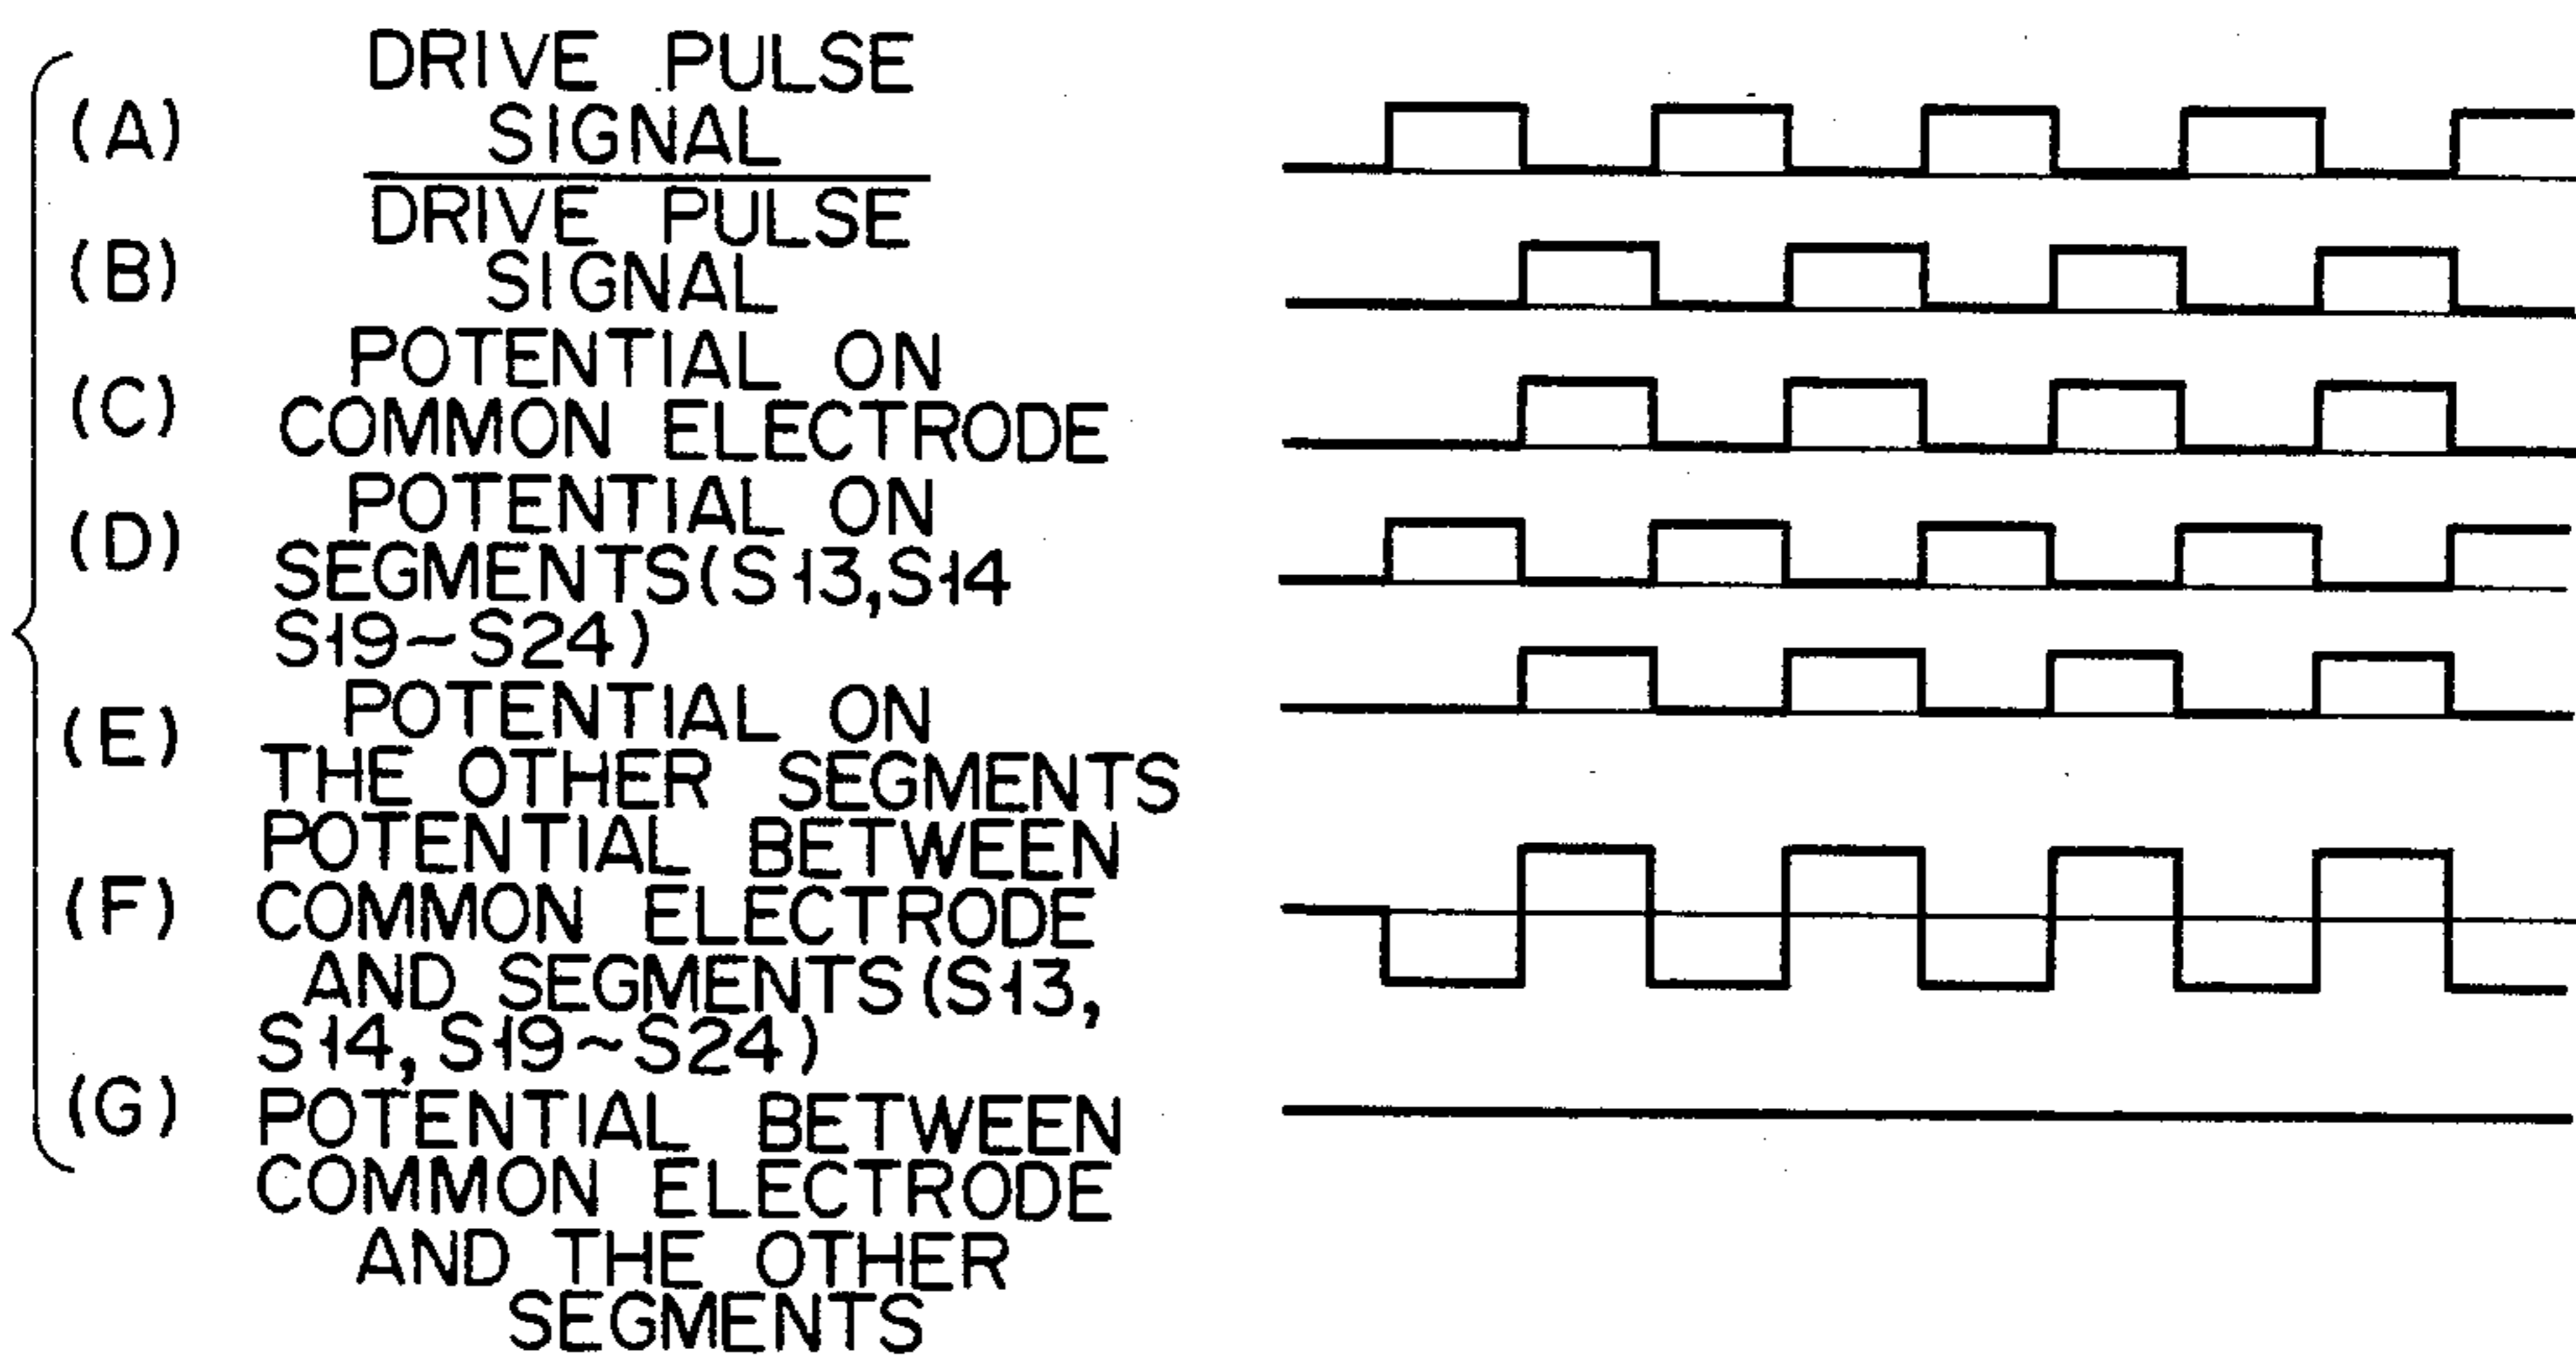 (A) DRIVE PULSE
SIGNAL
(B) DRIVE PULSE
SIGNAL
(C) POTENTIAL ON
COMMON ELECTRODE
(D) POTENTIAL ON
SEGMENTS(S13,S14
S19~S24)
(E) POTENTIAL ON
THE OTHER SEGMENTS
(F) POTENTIAL BETWEEN
COMMON ELECTRODE
AND SEGMENTS(S13,
S14,S19~S24)
(G) POTENTIAL BETWEEN
COMMON ELECTRODE
AND THE OTHER
SEGMENTS